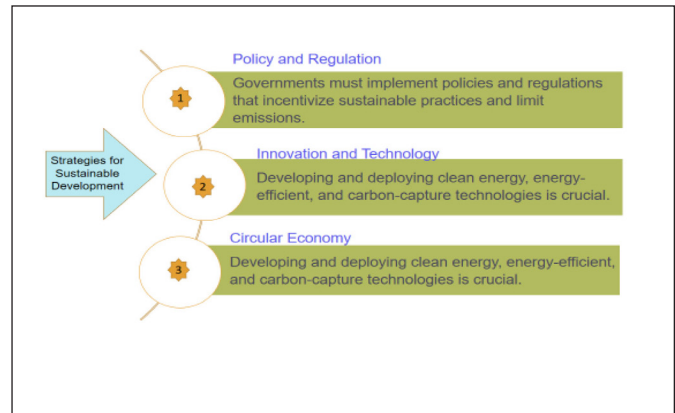 Policy and Regulation
1
Governments must implement policies and regulations
that incentivize sustainable practices and limit
emissions.
Strategies for
Sustainable
Development
Innovation and Technology
2
Developing and deploying clean energy, energy-
efficient, and carbon-capture technologies is crucial.
Circular Economy
3
Developing and deploying clean energy, energy-efficient,
and carbon-capture technologies is crucial.